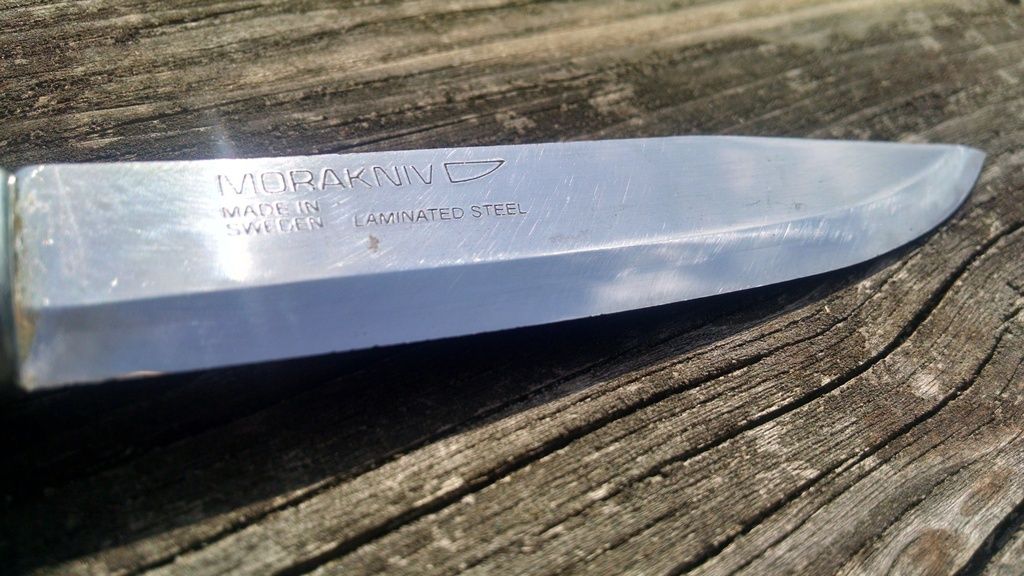 MORAKNIV
MADE IN
SWEDEN
LAMINATED STEEL